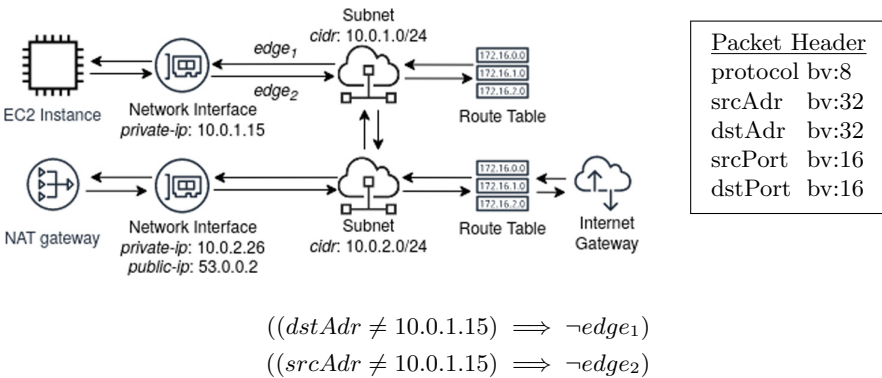 Subnet
cidr: 10.0.1.0/24
edge₁
edge₂
172.16.0.0
172.16.1.0
172.16.2.0
EC2 Instance
Network Interface
private-ip: 10.0.1.15
Route Table
172.16.0.0
172.16.1.0
172.16.2.0
NAT gateway
Network Interface
private-ip: 10.0.2.26
public-ip: 53.0.0.2
Subnet
cidr: 10.0.2.0/24
Route Table
Internet
Gateway
Packet Header
protocol bv:8
srcAdr bv:32
dstAdr bv:32
srcPort bv:16
dstPort bv:16
((dstAdr ≠ 10.0.1.15) ⟹ ¬edge₁)
((srcAdr ≠ 10.0.1.15) ⟹ ¬edge₂)